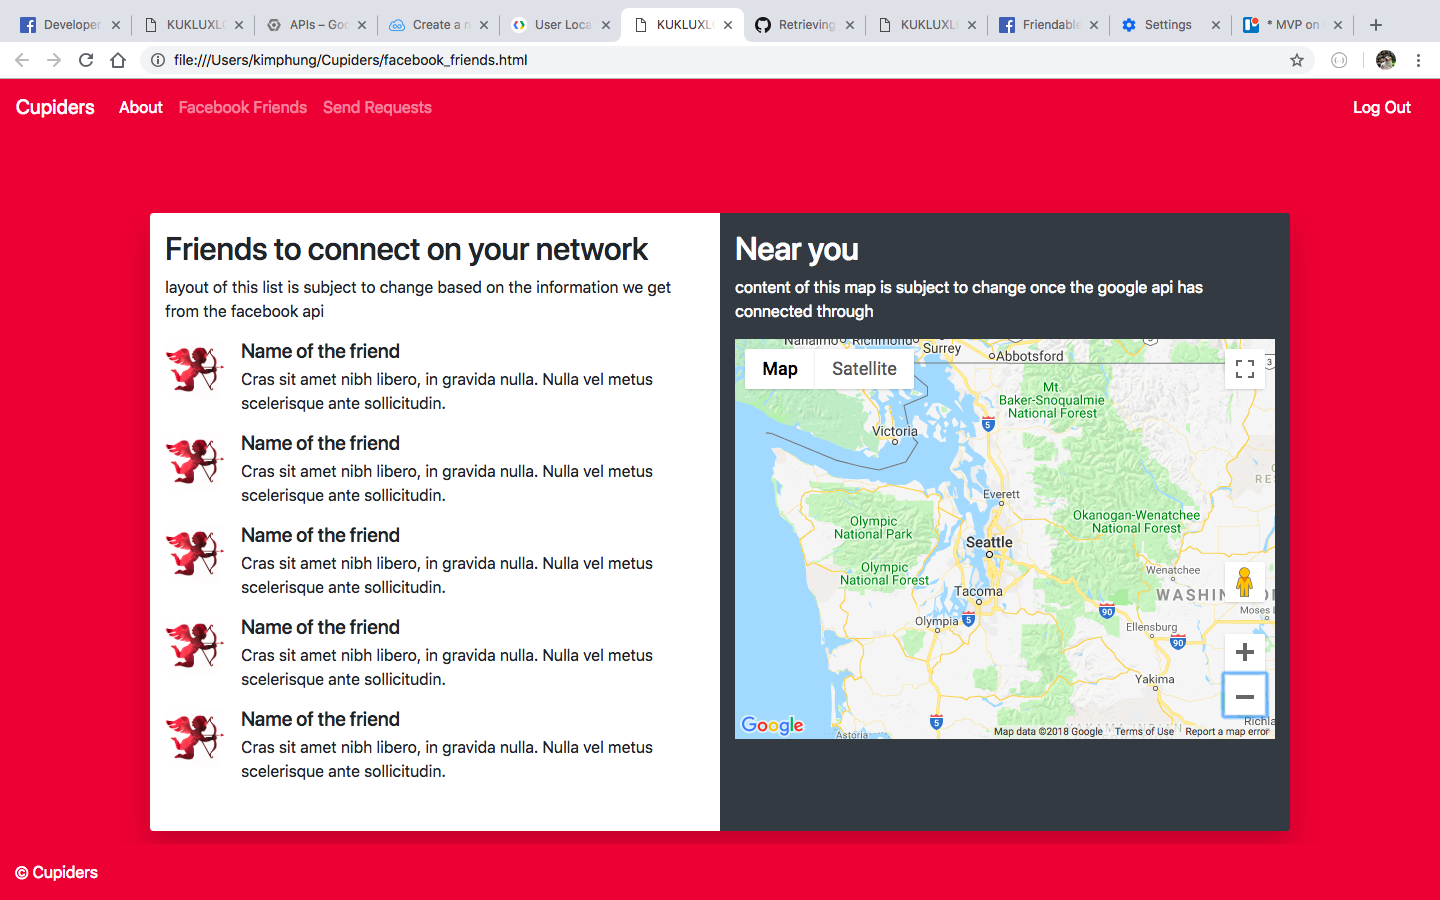 Developer
KUKLUXL
APIs – Goo
Create a n
User Loca
KUKLUXL
Retrieving
KUKLUXL
Friendable
Settings
* MVP on
file:///Users/kimphung/Cupiders/facebook_friends.html
Cupiders About Facebook Friends Send Requests Log Out
Friends to connect on your network
layout of this list is subject to change based on the information we get
from the facebook api
Name of the friend
Cras sit amet nibh libero, in gravida nulla. Nulla vel metus
scelerisque ante sollicitudin.
Name of the friend
Cras sit amet nibh libero, in gravida nulla. Nulla vel metus
scelerisque ante sollicitudin.
Name of the friend
Cras sit amet nibh libero, in gravida nulla. Nulla vel metus
scelerisque ante sollicitudin.
Name of the friend
Cras sit amet nibh libero, in gravida nulla. Nulla vel metus
scelerisque ante sollicitudin.
Name of the friend
Cras sit amet nibh libero, in gravida nulla. Nulla vel metus
scelerisque ante sollicitudin.
Near you
content of this map is subject to change once the google api has
connected through
Map Satellite
Nanaimo Richmond
Surrey
Abbotsford
3
Mt.
Baker-Snoqualmie
National Forest
5
Victoria
Everett
Olympic
National Park
Okanogan-Wenatchee
National Forest
Seattle
Olympic
National Forest
Wenatchee
Tacoma
WASHINGTON
90
Moses
Olympia
5
Ellensburg
90
Yakima
Richla
5
YAKAMA INDIAN
Astoria
Google
Map data ©2018 Google Terms of Use Report a map error
© Cupiders